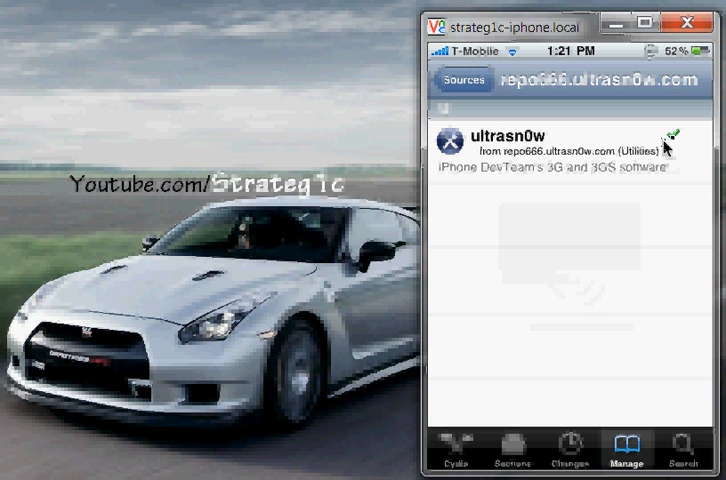 strateg1c-iphone.local
T-Mobile 1:21 PM 52%
Sources repo666.ultrasn0w.com
ultrasn0w
from repo666.ultrasn0w.com (Utilities)
iPhone DevTeam's 3G and 3GS software
Youtube.com/Strateg1c
Cydia Sections Changes Manage Search